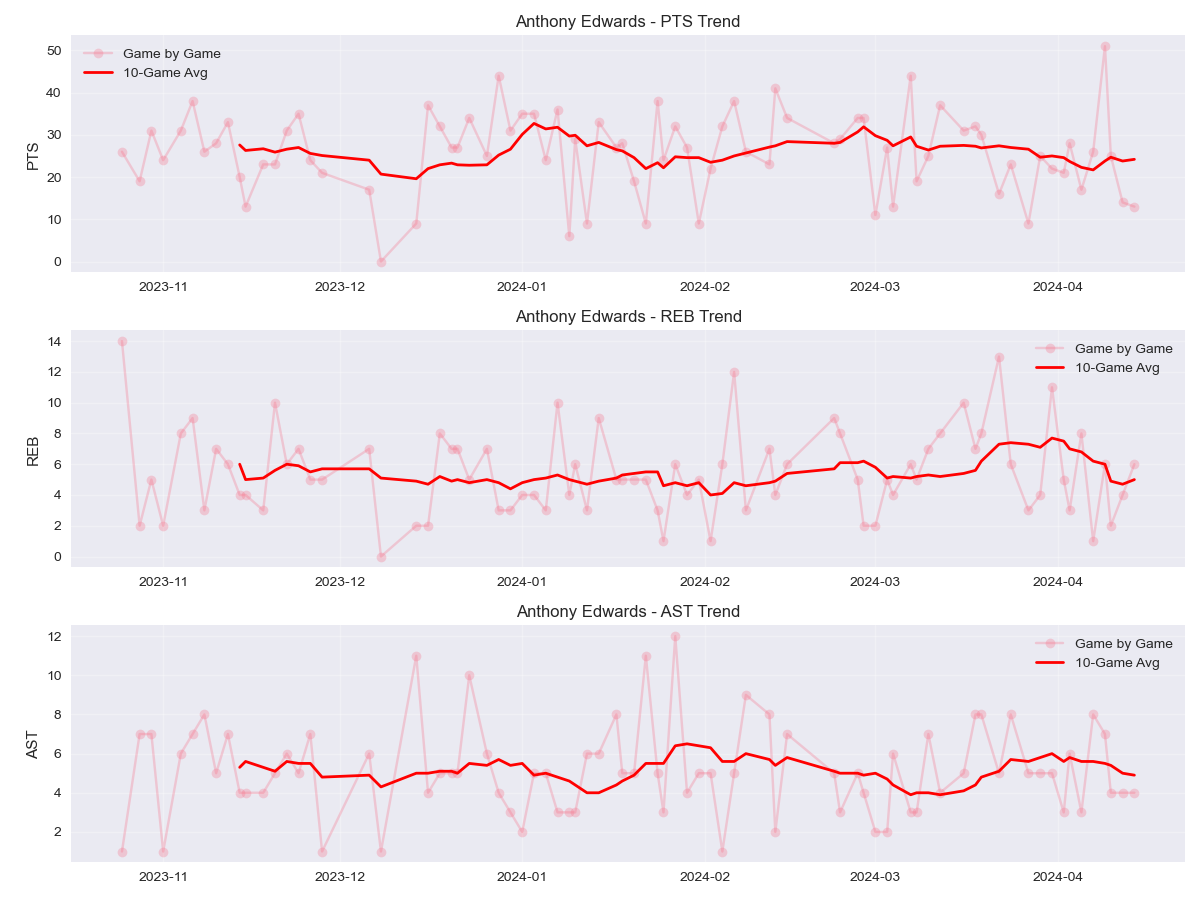 Anthony Edwards - PTS Trend
Game by Game
10-Game Avg
PTS
50
40
30
20
10
0
2023-11 2023-12 2024-01 2024-02 2024-03 2024-04
Anthony Edwards - REB Trend
Game by Game
10-Game Avg
REB
14
12
10
8
6
4
2
0
2023-11 2023-12 2024-01 2024-02 2024-03 2024-04
Anthony Edwards - AST Trend
Game by Game
10-Game Avg
AST
12
10
8
6
4
2
2023-11 2023-12 2024-01 2024-02 2024-03 2024-04